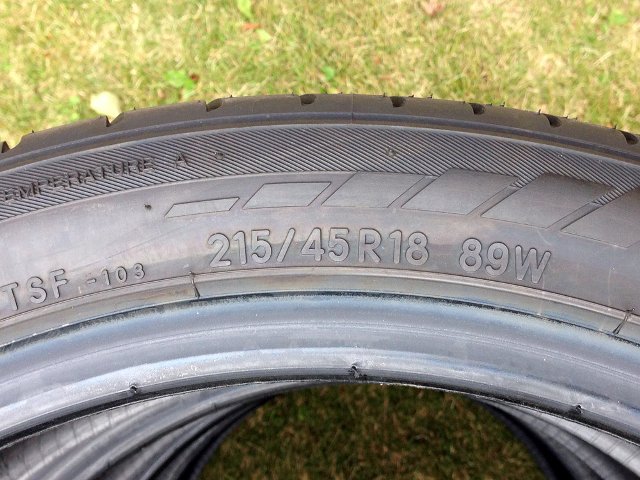 TEMPERATURE A
215/45R18 89W
TSF -103